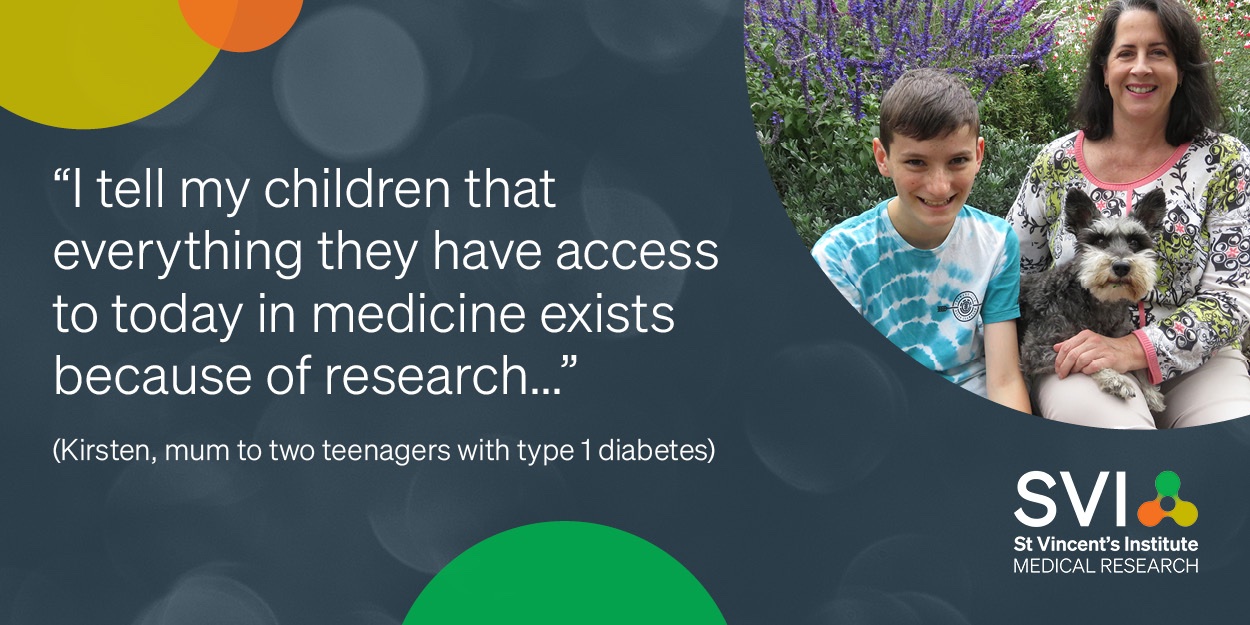 “I tell my children that
everything they have access
to today in medicine exists
because of research...”
(Kirsten, mum to two teenagers with type 1 diabetes)
SVI
St Vincent’s Institute
MEDICAL RESEARCH